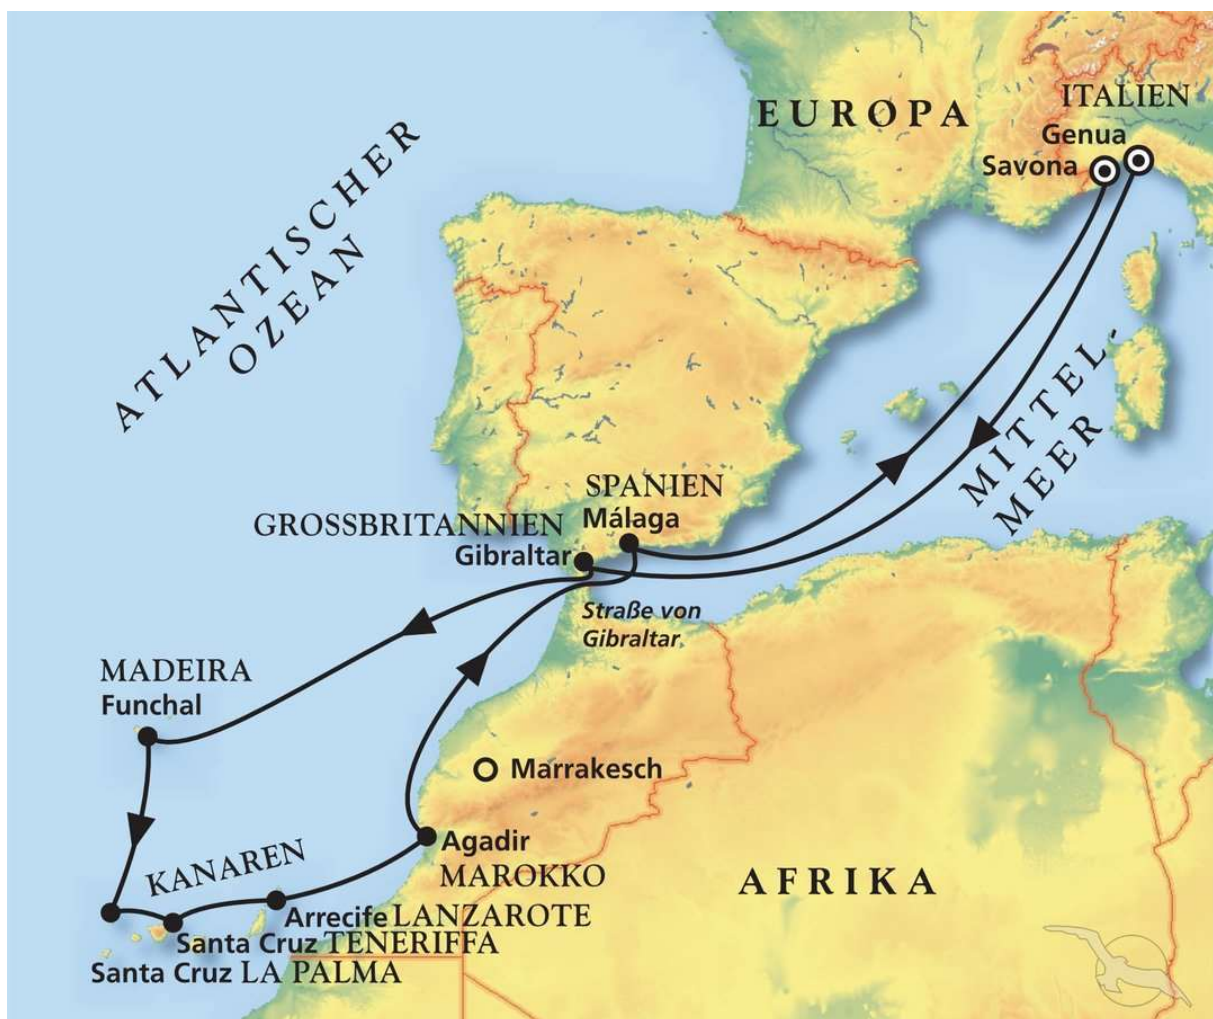 EUROPA
ITALIEN
Genua
Savona
ATLANTISCHER
OZEAN
MITTEL-
MEER
SPANIEN
Málaga
GROSSBRITANNIEN
Gibraltar
Straße von
Gibraltar
MADEIRA
Funchal
Marrakesch
Agadir
MAROKKO
KANAREN
AFRIKA
Arrecife LANZAROTE
Santa Cruz TENERIFFA
Santa Cruz LA PALMA